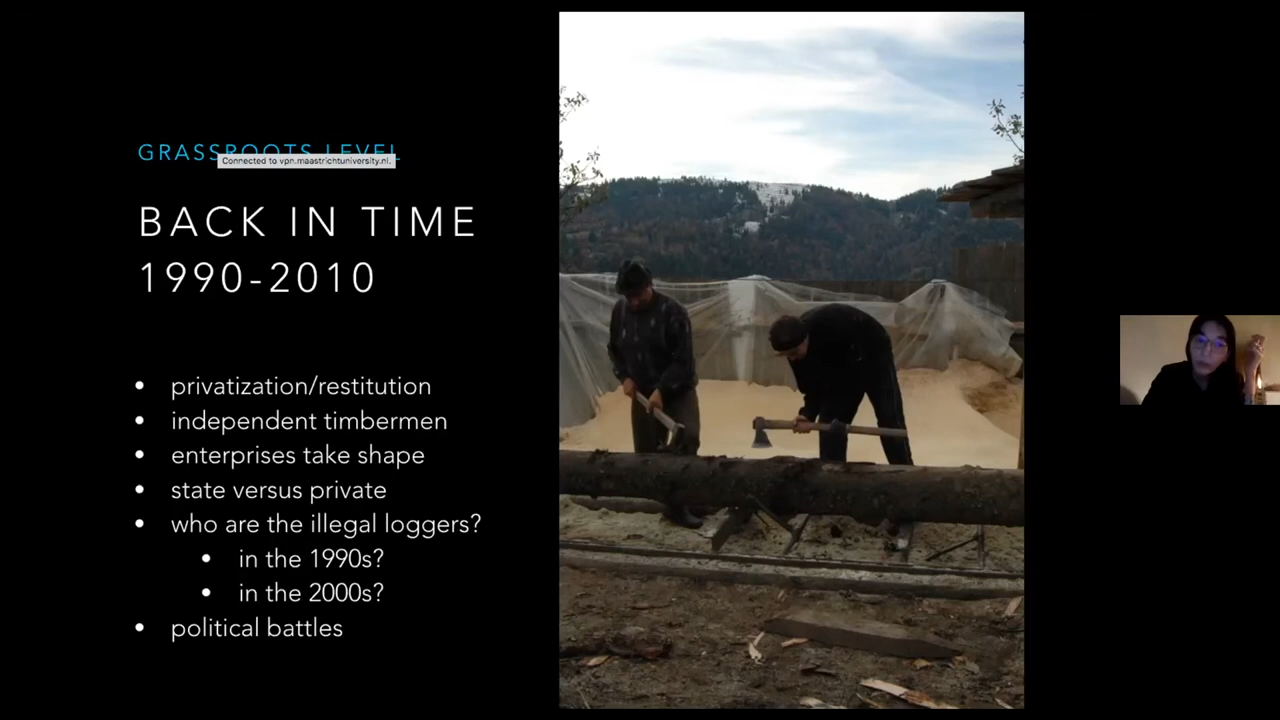 GRASSROOTS LEVEL
Connected to vpn.maastrichtuniversity.nl.
BACK IN TIME
1990-2010
• privatization/restitution
• independent timbermen
• enterprises take shape
• state versus private
• who are the illegal loggers?
• in the 1990s?
• in the 2000s?
• political battles